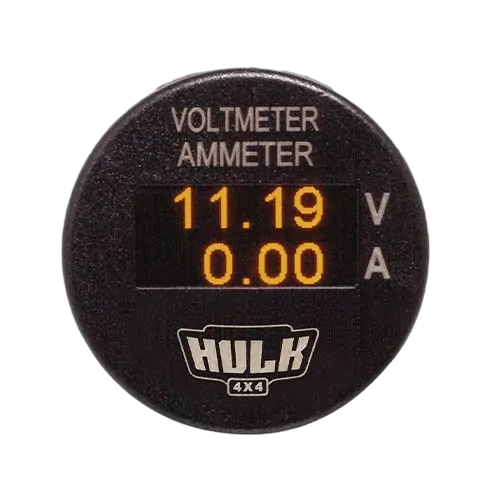 VOLTMETER
AMMETER
11.19 V
0.00 A
HULK
4X4